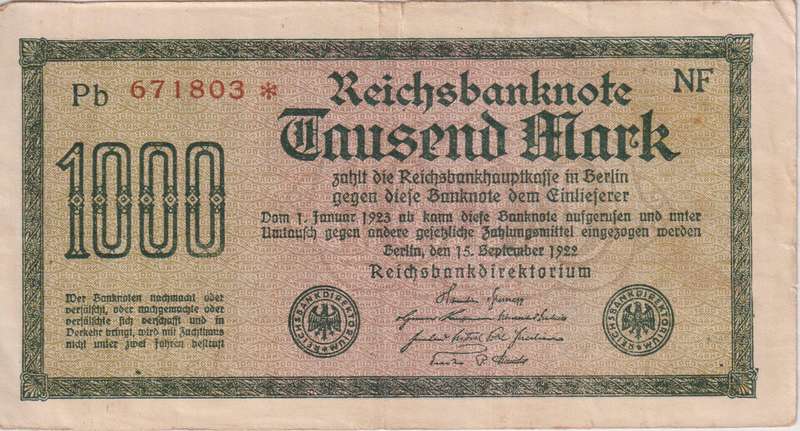 Pb 671803 * NF
Reichsbanknote
Tausend Mark
1000
zahlt die Reichsbankhauptkasse in Berlin
gegen diese Banknote dem Einlieferer
Vom 1. Januar 1923 ab kann diese Banknote aufgerufen und unter
Umtausch gegen andere gesetzliche Zahlungsmittel eingezogen werden
Berlin, den 15. September 1922
Reichsbankdirektorium
Wer Banknoten nachmacht oder
verfälscht, oder nachgemachte oder
verfälschte sich verschafft und in
Verkehr bringt, wird mit Zuchthaus
nicht unter zwei Jahren bestraft
REICHSBANKDIREKTORIUM
REICHSBANKDIREKTORIUM